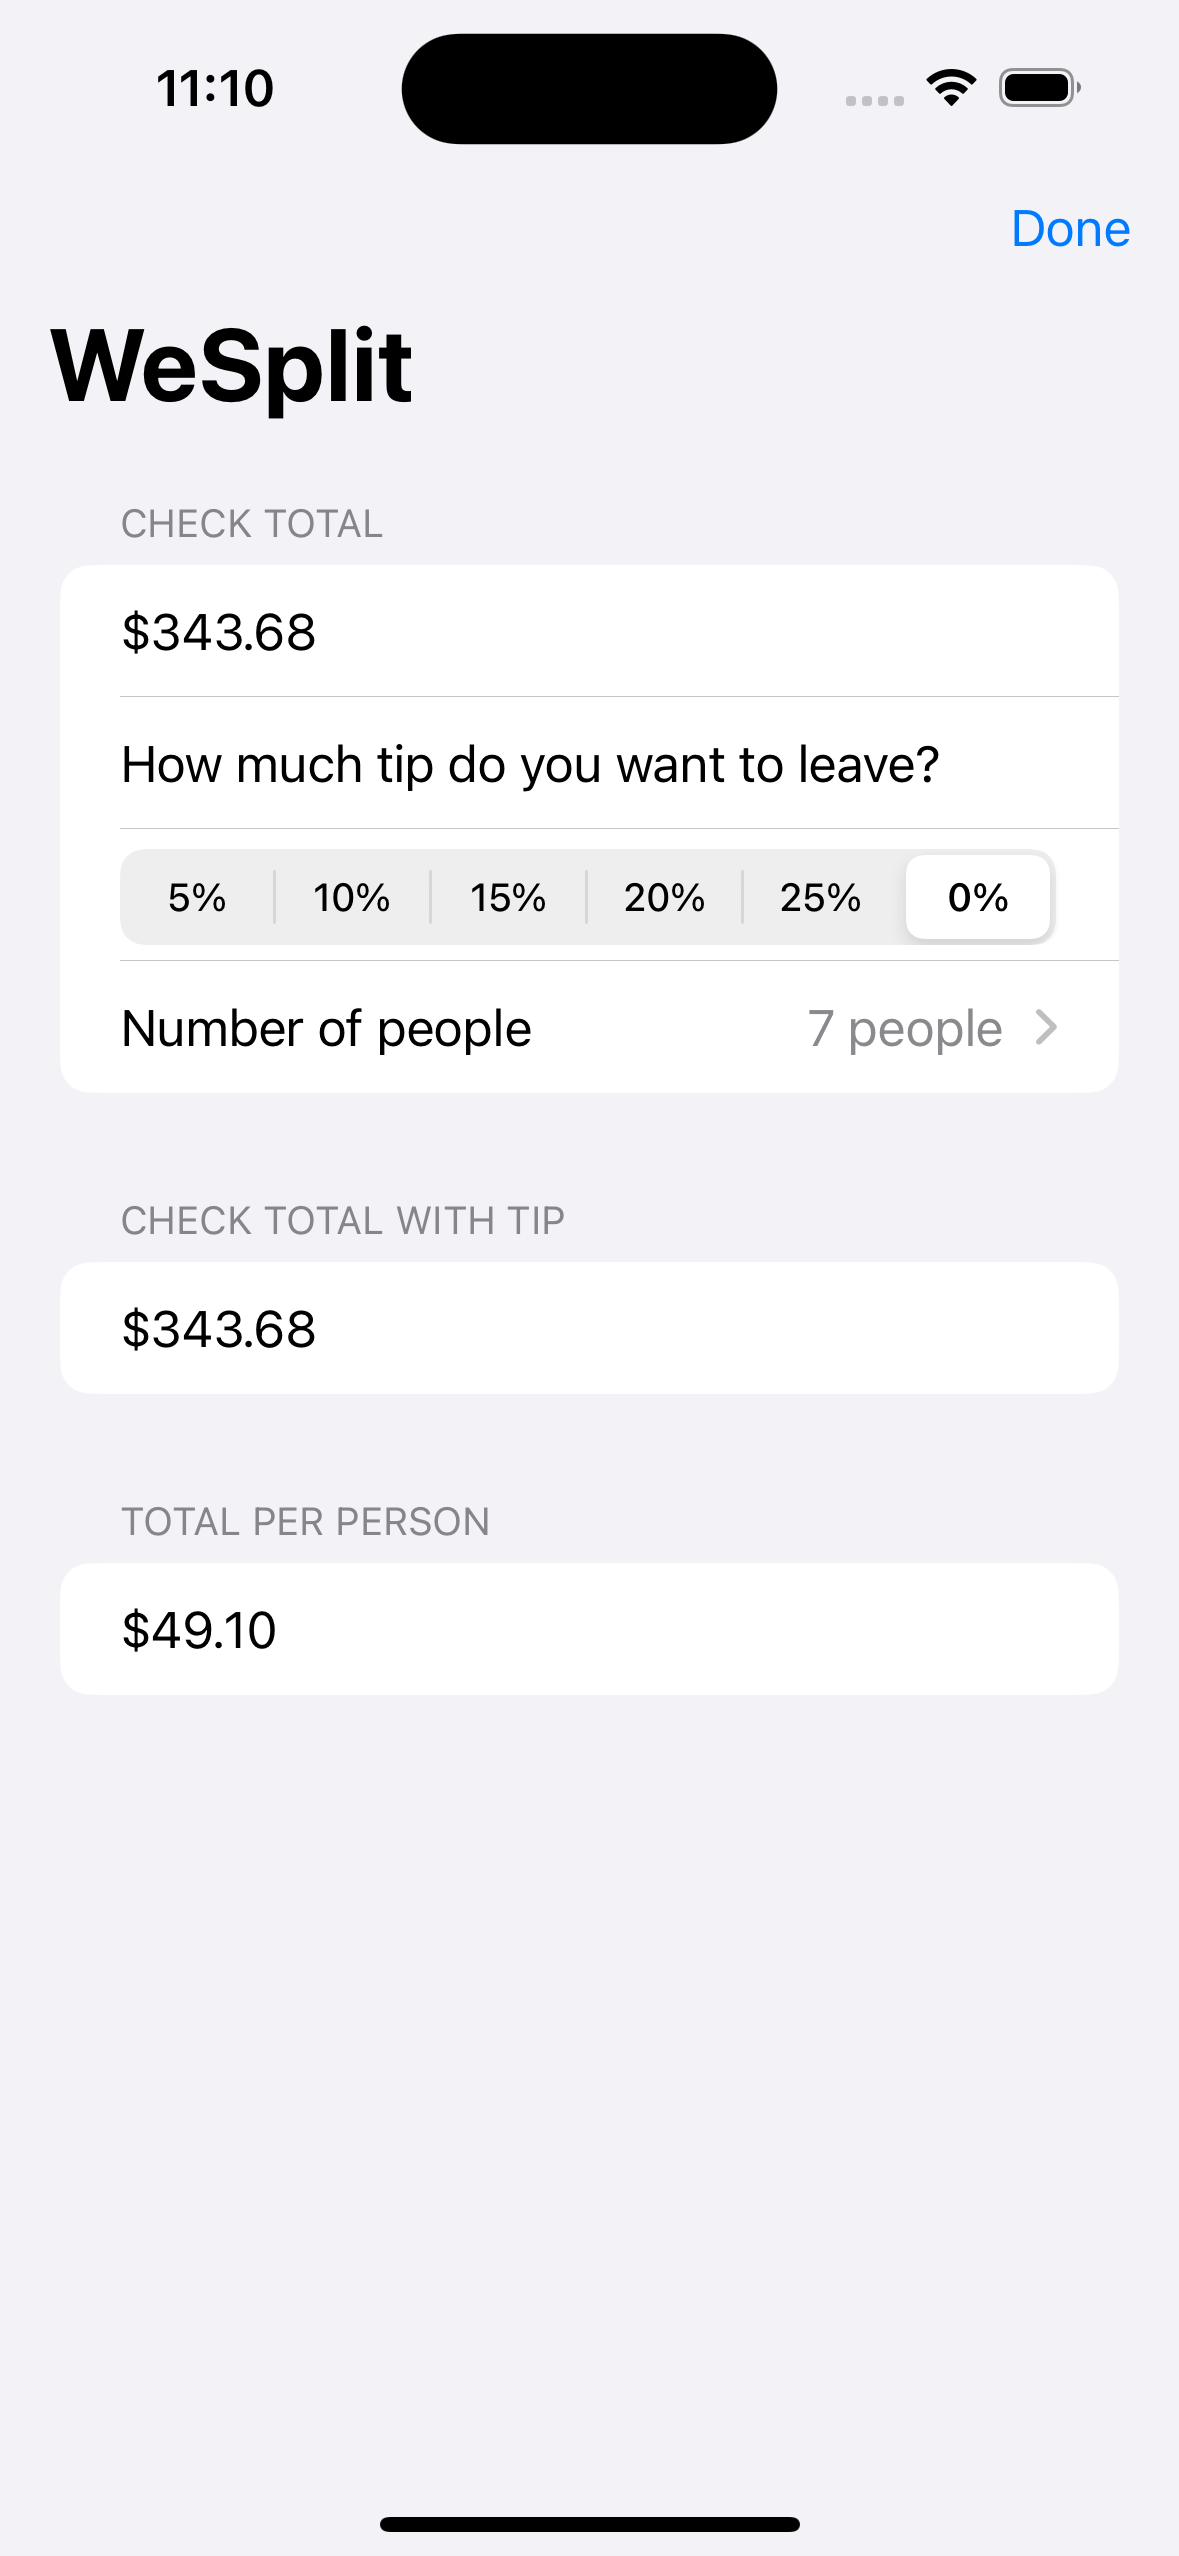 11:10
Done
WeSplit
CHECK TOTAL
$343.68
How much tip do you want to leave?
5% 10% 15% 20% 25% 0%
Number of people 7 people
CHECK TOTAL WITH TIP
$343.68
TOTAL PER PERSON
$49.10